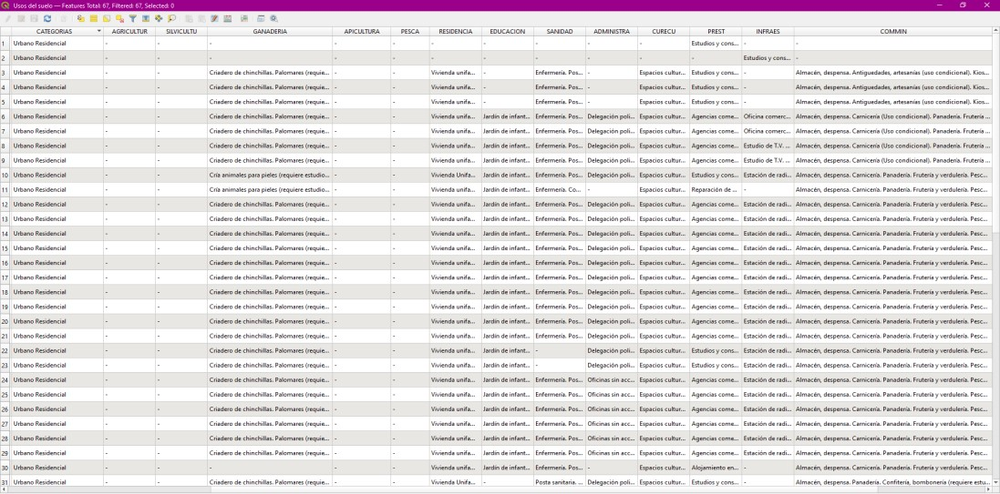 Usos del suelo — Features Total: 67, Filtered: 67, Selected: 0
CATEGORIAS AGRICULTUR SILVICULTU GANADERIA APICULTURA PESCA RESIDENCIA EDUCACION SANIDAD ADMINISTRA CURECU PREST INFRAES COMMIN
1 Urbano Residencial - - - - - - - - - - Estudios y cons... - -
2 Urbano Residencial - - - - - - - - - - - Estudios y cons... -
3 Urbano Residencial - - Criadero de chinchillas. Palomares (requie... - - Vivienda unifa... - Enfermería. Pos... - Espacios cultur... Estudios y cons... - Almacén, despensa. Antiguedades, artesanías (uso condicional). Kios...
4 Urbano Residencial - - Criadero de chinchillas. Palomares (requie... - - Vivienda unifa... - Enfermería. Pos... - Espacios cultur... Estudios y cons... - Almacén, despensa. Antiguedades, artesanías (uso condicional). Kios...
5 Urbano Residencial - - Criadero de chinchillas. Palomares (requie... - - Vivienda unifa... - Enfermería. Pos... - Espacios cultur... Estudios y cons... - Almacén, despensa. Antiguedades, artesanías (uso condicional). Kios...
6 Urbano Residencial - - Criadero de chinchillas. Palomares (requie... - - Vivienda unifa... Jardín de infant... Enfermería. Pos... Delegación poli... Espacios cultur... Agencias come... Oficina comerc... Almacén, despensa. Carnicería (Uso condicional). Panadería. Frutería ...
7 Urbano Residencial - - Criadero de chinchillas. Palomares (requie... - - Vivienda unifa... Jardín de infant... Enfermería. Pos... Delegación poli... Espacios cultur... Agencias come... Oficina comerc... Almacén, despensa. Carnicería (Uso condicional). Panadería. Frutería ...
8 Urbano Residencial - - Criadero de chinchillas. Palomares (requie... - - Vivienda unifa... Jardín de infant... Enfermería. Pos... Delegación poli... Espacios cultur... Agencias come... Estudio de T.V. ... Almacén, despensa. Carnicería (Uso condicional). Panadería. Frutería ...
9 Urbano Residencial - - Criadero de chinchillas. Palomares (requie... - - Vivienda unifa... Jardín de infant... Enfermería. Pos... Delegación poli... Espacios cultur... Agencias come... Estudio de T.V. ... Almacén, despensa. Carnicería (Uso condicional). Panadería. Frutería ...
10 Urbano Residencial - - Cría animales para pieles (requiere estudio... - - Vivienda Unifa... Jardín de infant... Enfermería. Pos... Delegación poli... Espacios cultur... Estudios y cons... Estación de radi... Almacén, despensa. Carnicería. Panadería. Frutería y verdulería. Pesc...
11 Urbano Residencial - - Cría animales para pieles (requiere estudio... - - Vivienda Unifa... Jardín de infant... Enfermería. Co... - Espacios cultur... Reparación de ... - Almacén, despensa. Carnicería. Panadería. Frutería y verdulería. Pesc...
12 Urbano Residencial - - Criadero de chinchillas. Palomares (requie... - - Vivienda unifa... Jardín de infant... Enfermería. Pos... Delegación poli... Espacios cultur... Agencias come... Estación de radi... Almacén, despensa. Carnicería. Panadería. Frutería y verdulería. Pesc...
13 Urbano Residencial - - Criadero de chinchillas. Palomares (requie... - - Vivienda unifa... Jardín de infant... Enfermería. Pos... Delegación poli... Espacios cultur... Agencias come... Estación de radi... Almacén, despensa. Carnicería. Panadería. Frutería y verdulería. Pesc...
14 Urbano Residencial - - Criadero de chinchillas. Palomares (requie... - - Vivienda unifa... Jardín de infant... Enfermería. Pos... Delegación poli... Espacios cultur... Agencias come... Estación de radi... Almacén, despensa. Carnicería. Panadería. Frutería y verdulería. Pesc...
15 Urbano Residencial - - Criadero de chinchillas. Palomares (requie... - - Vivienda unifa... Jardín de infant... Enfermería. Pos... Delegación poli... Espacios cultur... Agencias come... Estación de radi... Almacén, despensa. Carnicería. Panadería. Frutería y verdulería. Pesc...
16 Urbano Residencial - - Criadero de chinchillas. Palomares (requie... - - Vivienda unifa... Jardín de infant... Enfermería. Pos... Delegación poli... Espacios cultur... Agencias come... Estación de radi... Almacén, despensa. Carnicería. Panadería. Frutería y verdulería. Pesc...
17 Urbano Residencial - - Criadero de chinchillas. Palomares (requie... - - Vivienda unifa... Jardín de infant... Enfermería. Pos... Delegación poli... Espacios cultur... Agencias come... Estación de radi... Almacén, despensa. Carnicería. Panadería. Frutería y verdulería. Pesc...
18 Urbano Residencial - - Criadero de chinchillas. Palomares (requie... - - Vivienda unifa... Jardín de infant... Enfermería. Pos... Delegación poli... Espacios cultur... Agencias come... Estación de radi... Almacén, despensa. Carnicería. Panadería. Frutería y verdulería. Pesc...
19 Urbano Residencial - - Criadero de chinchillas. Palomares (requie... - - Vivienda unifa... Jardín de infant... Enfermería. Pos... Delegación poli... Espacios cultur... Agencias come... Estación de radi... Almacén, despensa. Carnicería. Panadería. Frutería y verdulería. Pesc...
20 Urbano Residencial - - Criadero de chinchillas. Palomares (requie... - - Vivienda unifa... Jardín de infant... Enfermería. Pos... Delegación poli... Espacios cultur... Agencias come... Estación de radi... Almacén, despensa. Carnicería. Panadería. Frutería y verdulería. Pesc...
21 Urbano Residencial - - Criadero de chinchillas. Palomares (requie... - - Vivienda unifa... Jardín de infant... Enfermería. Pos... Delegación poli... Espacios cultur... Agencias come... Estación de radi... Almacén, despensa. Carnicería. Panadería. Frutería y verdulería. Pesc...
22 Urbano Residencial - - Criadero de chinchillas. Palomares (requie... - - Vivienda unifa... Jardín de infant... - Delegación poli... Espacios cultur... Estudios y cons... Estación de radi... Almacén, despensa. Carnicería. Panadería. Frutería y verdulería. Pesc...
23 Urbano Residencial - - Criadero de chinchillas. Palomares (requie... - - Vivienda unifa... Jardín de infant... - Delegación poli... Espacios cultur... Estudios y cons... Estación de radi... Almacén, despensa. Carnicería. Panadería. Frutería y verdulería. Pesc...
24 Urbano Residencial - - Criadero de chinchillas. Palomares (requie... - - Vivienda unifa... Jardín de infant... Enfermería. Pos... Oficinas sin acc... Espacios cultur... Agencias come... Estación de radi... Almacén, despensa. Carnicería. Panadería. Frutería y verdulería. Pesc...
25 Urbano Residencial - - Criadero de chinchillas. Palomares (requie... - - Vivienda unifa... Jardín de infant... Enfermería. Pos... Oficinas sin acc... Espacios cultur... Agencias come... Estación de radi... Almacén, despensa. Carnicería. Panadería. Frutería y verdulería. Pesc...
26 Urbano Residencial - - Criadero de chinchillas. Palomares (requie... - - Vivienda unifa... Jardín de infant... Enfermería. Pos... Oficinas sin acc... Espacios cultur... Agencias come... Estación de radi... Almacén, despensa. Carnicería. Panadería. Frutería y verdulería. Pesc...
27 Urbano Residencial - - Criadero de chinchillas. Palomares (requie... - - Vivienda unifa... Jardín de infant... Enfermería. Pos... Oficinas sin acc... Espacios cultur... Agencias come... Estación de radi... Almacén, despensa. Carnicería. Panadería. Frutería y verdulería. Pesc...
28 Urbano Residencial - - Criadero de chinchillas. Palomares (requie... - - Vivienda unifa... Jardín de infant... Enfermería. Pos... Oficinas sin acc... Espacios cultur... Agencias come... Estación de radi... Almacén, despensa. Carnicería. Panadería. Frutería y verdulería. Pesc...
29 Urbano Residencial - - Criadero de chinchillas. Palomares (requie... - - Vivienda unifa... Jardín de infant... Enfermería. Pos... Oficinas sin acc... Espacios cultur... Agencias come... Estación de radi... Almacén, despensa. Carnicería. Panadería. Frutería y verdulería. Pesc...
30 Urbano Residencial - - - - - Vivienda unifa... Jardín de infant... Enfermería. Pos... - Espacios cultur... Alojamiento en... - Almacén, despensa. Carnicería. Panadería. Frutería y verdulería. Pesc...
31 Urbano Residencial - - Criadero de chinchillas. Palomares (requie... - - Vivienda Unifa... - Posta sanitaria. ... Delegación poli... Espacios cultur... Estudios y cons... - Almacén, despensa. Panadería. Confitería, bombonería (requiere estu...